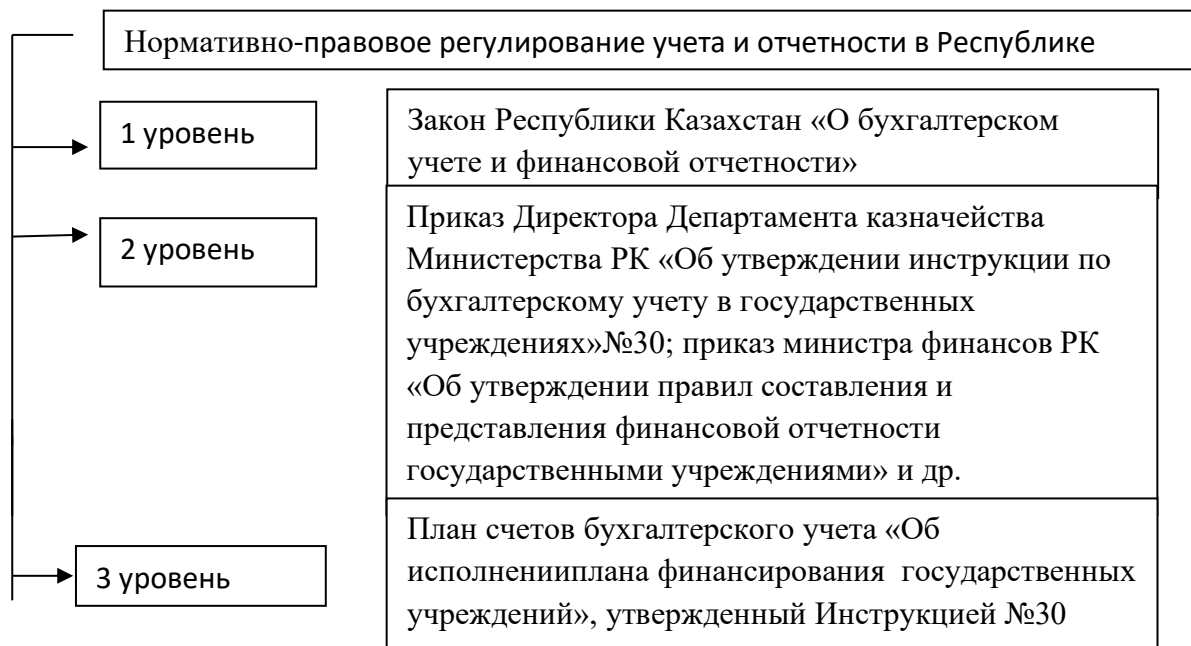 Нормативно-правовое регулирование учета и отчетности в Республике
1 уровень
Закон Республики Казахстан «О бухгалтерском
учете и финансовой отчетности»
2 уровень
Приказ Директора Департамента казначейства
Министерства РК «Об утверждении инструкции по
бухгалтерскому учету в государственных
учреждениях»№30; приказ министра финансов РК
«Об утверждении правил составления и
представления финансовой отчетности
государственными учреждениями» и др.
3 уровень
План счетов бухгалтерского учета «Об
исполненииплана финансирования государственных
учреждений», утвержденный Инструкцией №30